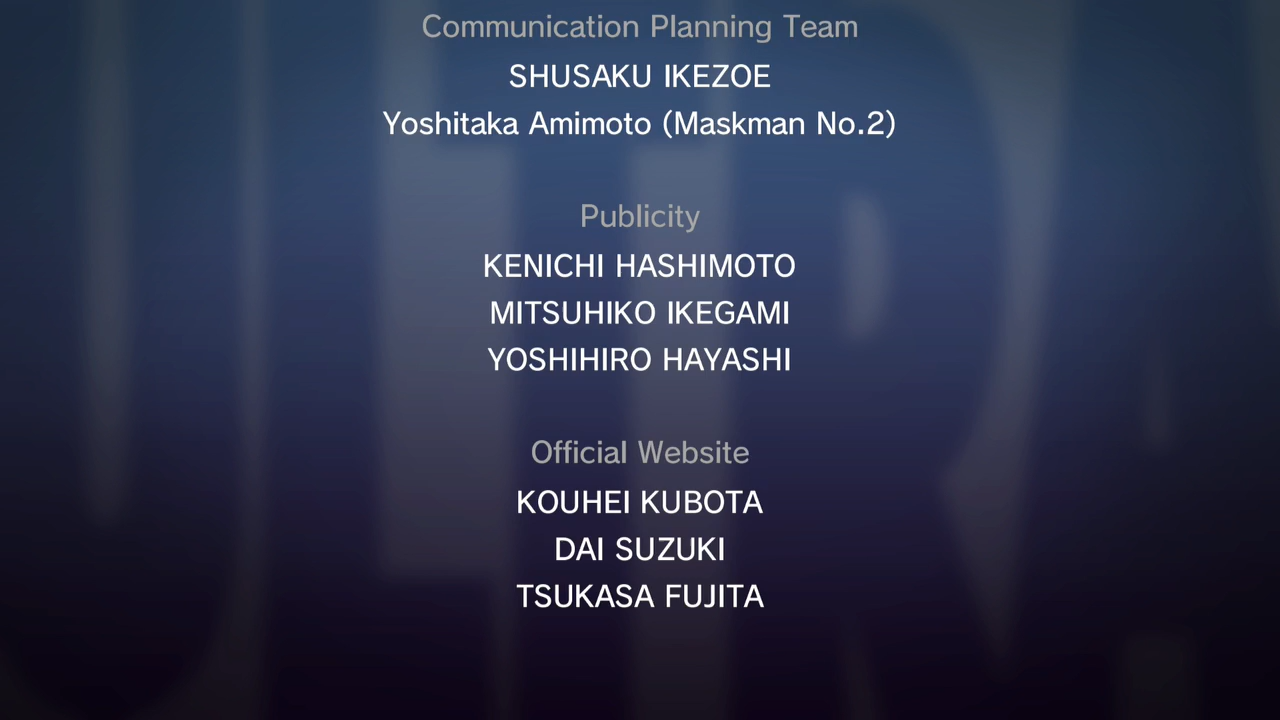 Communication Planning Team
SHUSAKU IKEZOE
Yoshitaka Amimoto (Maskman No.2)
Publicity
KENICHI HASHIMOTO
MITSUHIKO IKEGAMI
YOSHIHIRO HAYASHI
Official Website
KOUHEI KUBOTA
DAI SUZUKI
TSUKASA FUJITA